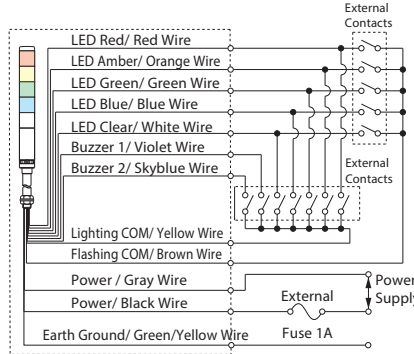 External
Contacts
LED Red/ Red Wire
LED Amber/ Orange Wire
LED Green/ Green Wire
LED Blue/ Blue Wire
LED Clear/ White Wire
Buzzer 1/ Violet Wire
Buzzer 2/ Skyblue Wire
External
Contacts
Lighting COM/ Yellow Wire
Flashing COM/ Brown Wire
Power / Gray Wire
Power
Supply
Power/ Black Wire
External
Fuse 1A
Earth Ground/ Green/Yellow Wire